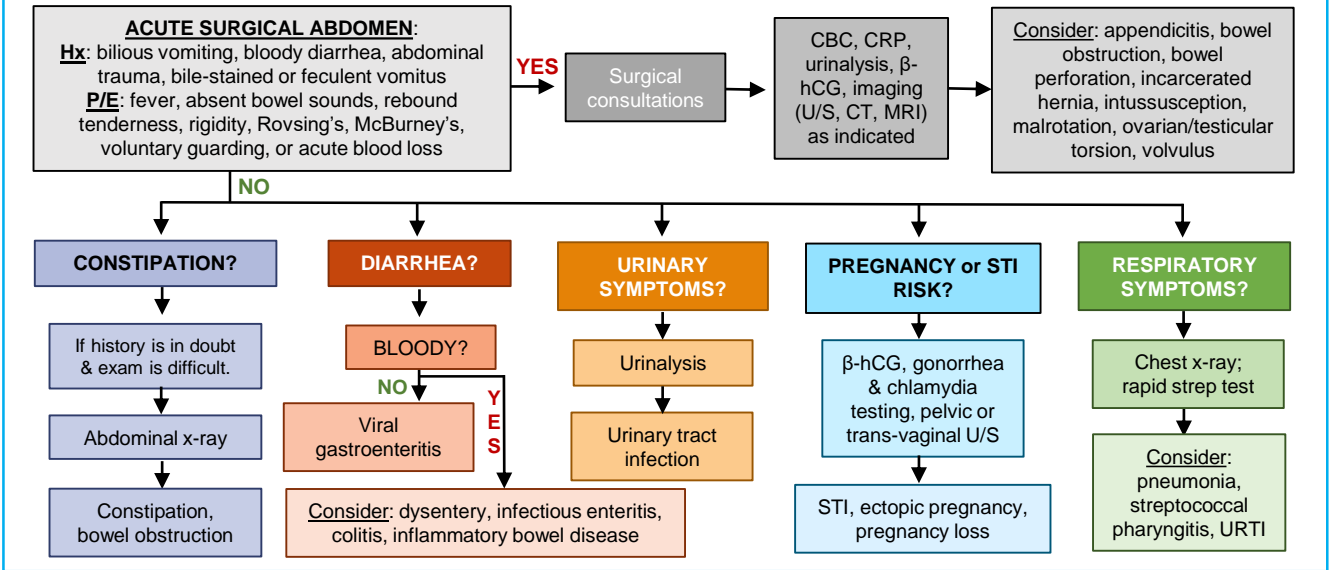 ACUTE SURGICAL ABDOMEN:
Hx: bilious vomiting, bloody diarrhea, abdominal
trauma, bile-stained or feculent vomitus
P/E: fever, absent bowel sounds, rebound
tenderness, rigidity, Rovsing's, McBurney's,
voluntary guarding, or acute blood loss
YES
Surgical
consultations
CBC, CRP,
urinalysis, β-
hCG, imaging
(U/S, CT, MRI)
as indicated
Consider: appendicitis, bowel
obstruction, bowel
perforation, incarcerated
hernia, intussusception,
malrotation, ovarian/testicular
torsion, volvulus
NO
CONSTIPATION?
If history is in doubt
& exam is difficult.
Abdominal x-ray
Constipation,
bowel obstruction
DIARRHEA?
BLOODY?
NO
YES
Viral
gastroenteritis
Consider: dysentery, infectious enteritis,
colitis, inflammatory bowel disease
URINARY
SYMPTOMS?
Urinalysis
Urinary tract
infection
PREGNANCY or STI
RISK?
β-hCG, gonorrhea
& chlamydia
testing, pelvic or
trans-vaginal U/S
STI, ectopic pregnancy,
pregnancy loss
RESPIRATORY
SYMPTOMS?
Chest x-ray;
rapid strep test
Consider:
pneumonia,
streptococcal
pharyngitis, URTI